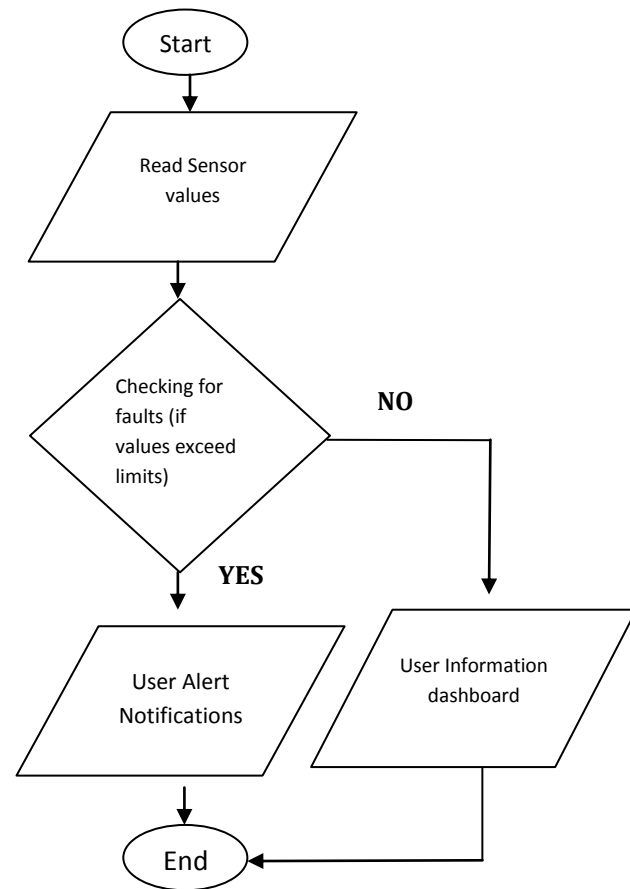 Start
Read Sensor
values
Checking for
faults (if
values exceed
limits)
NO
YES
User Alert
Notifications
User Information
dashboard
End